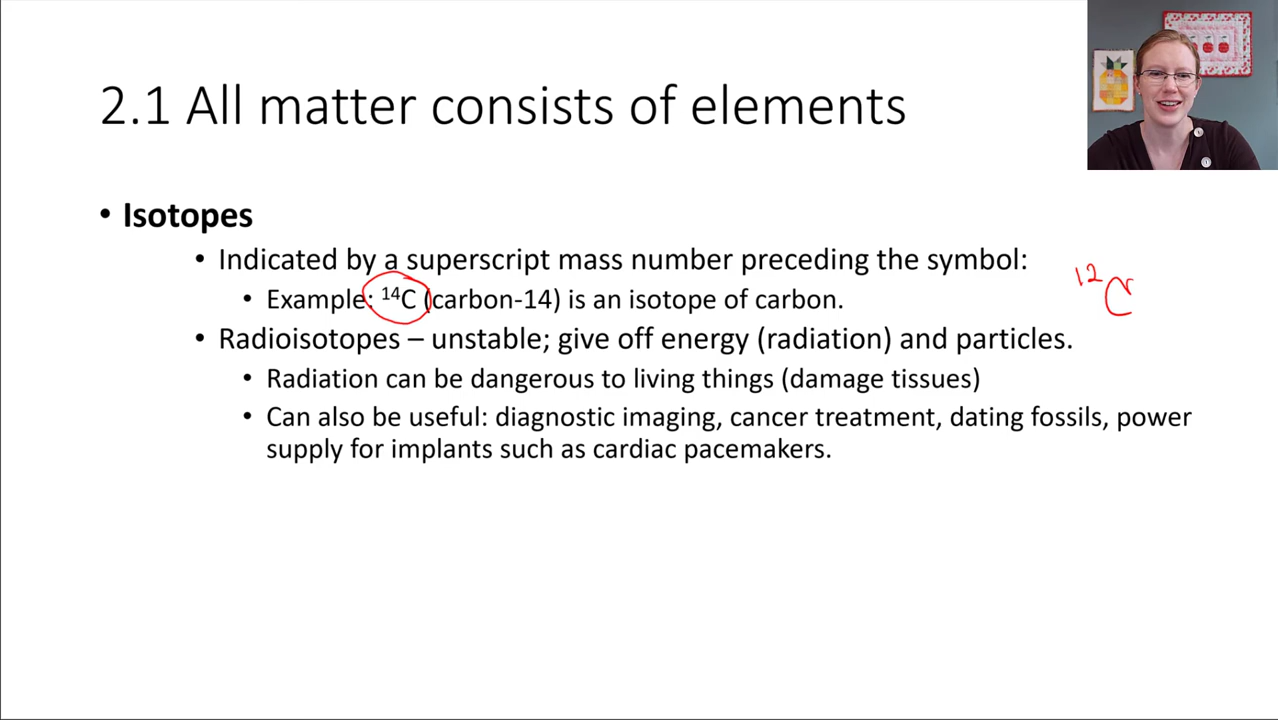 2.1 All matter consists of elements
• Isotopes
• Indicated by a superscript mass number preceding the symbol:
• Example: ¹⁴C (carbon-14) is an isotope of carbon.
¹²C
• Radioisotopes – unstable; give off energy (radiation) and particles.
• Radiation can be dangerous to living things (damage tissues)
• Can also be useful: diagnostic imaging, cancer treatment, dating fossils, power
supply for implants such as cardiac pacemakers.